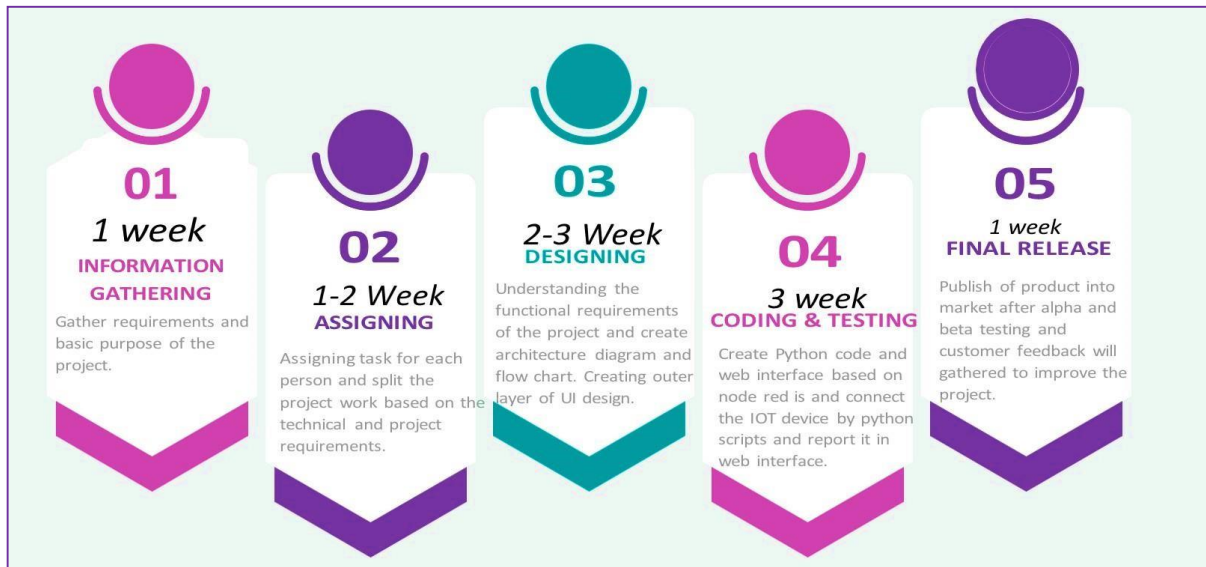 01
1 week
INFORMATION
GATHERING
Gather requirements and
basic purpose of the
project.
02
1-2 Week
ASSIGNING
Assigning task for each
person and split the
project work based on the
technical and project
requirements.
03
2-3 Week
DESIGNING
Understanding the
functional requirements
of the project and create
architecture diagram and
flow chart. Creating outer
layer of UI design.
04
3 week
CODING & TESTING
Create Python code and
web interface based on
node red is and connect
the IOT device by python
scripts and report it in
web interface.
05
1 week
FINAL RELEASE
Publish of product into
market after alpha and
beta testing and
customer feedback will
gathered to improve the
project.